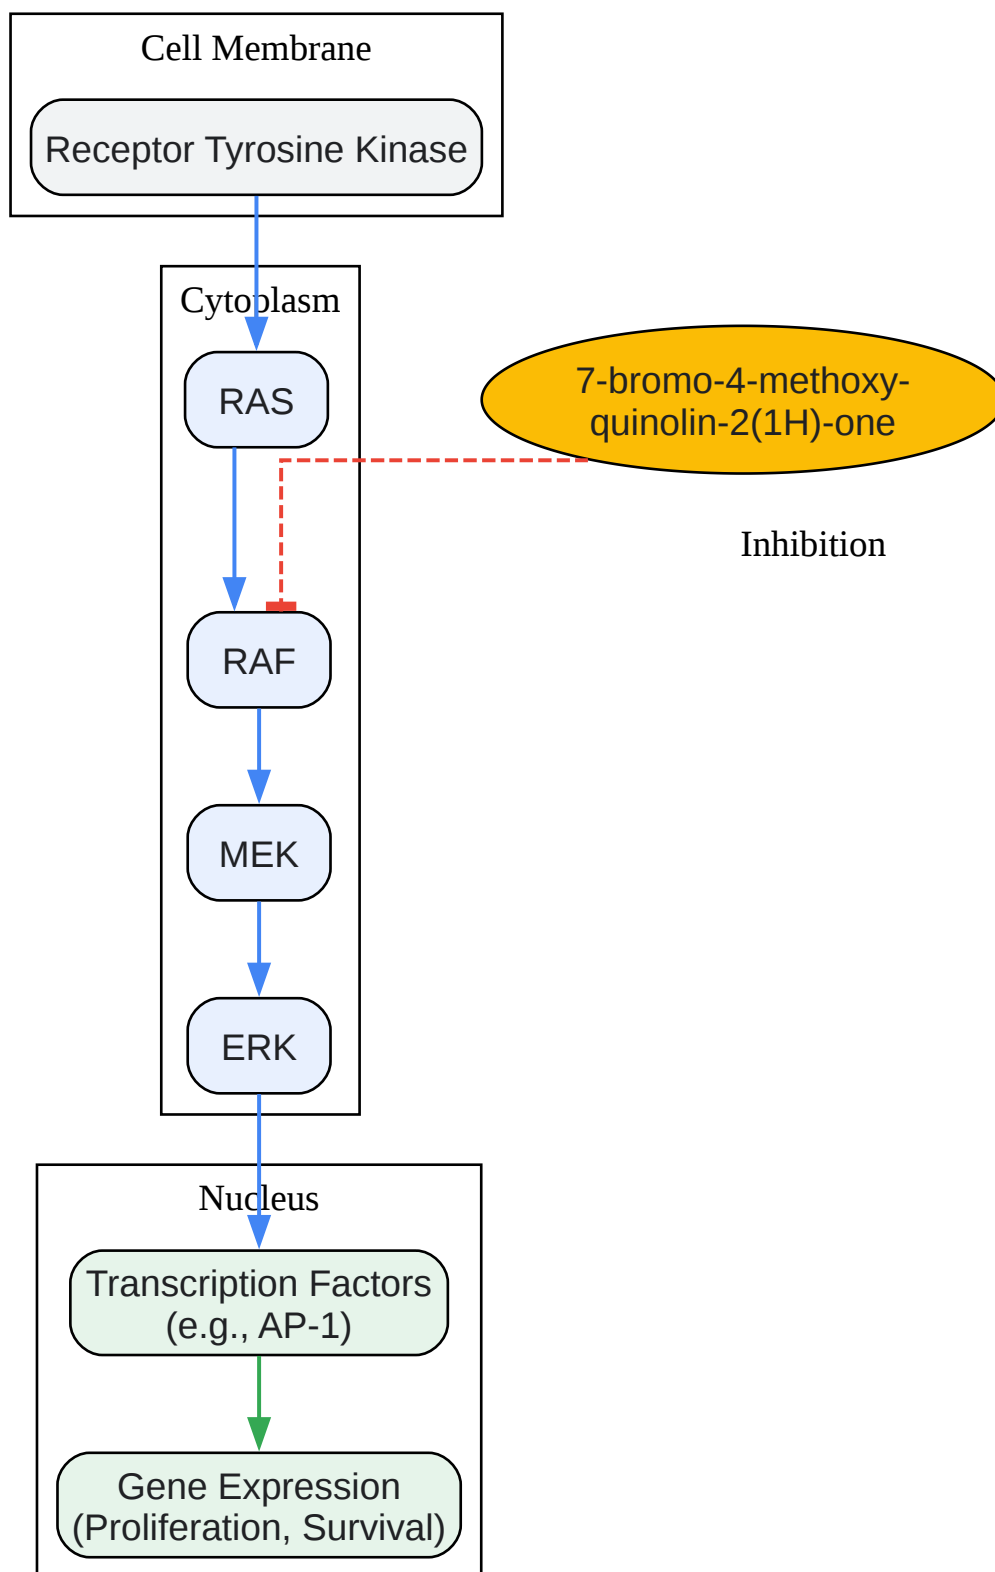 Cell Membrane
Receptor Tyrosine Kinase
Cytoplasm
RAS
7-bromo-4-methoxy-
quinolin-2(1H)-one
Inhibition
RAF
MEK
ERK
Nucleus
Transcription Factors
(e.g., AP-1)
Gene Expression
(Proliferation, Survival)